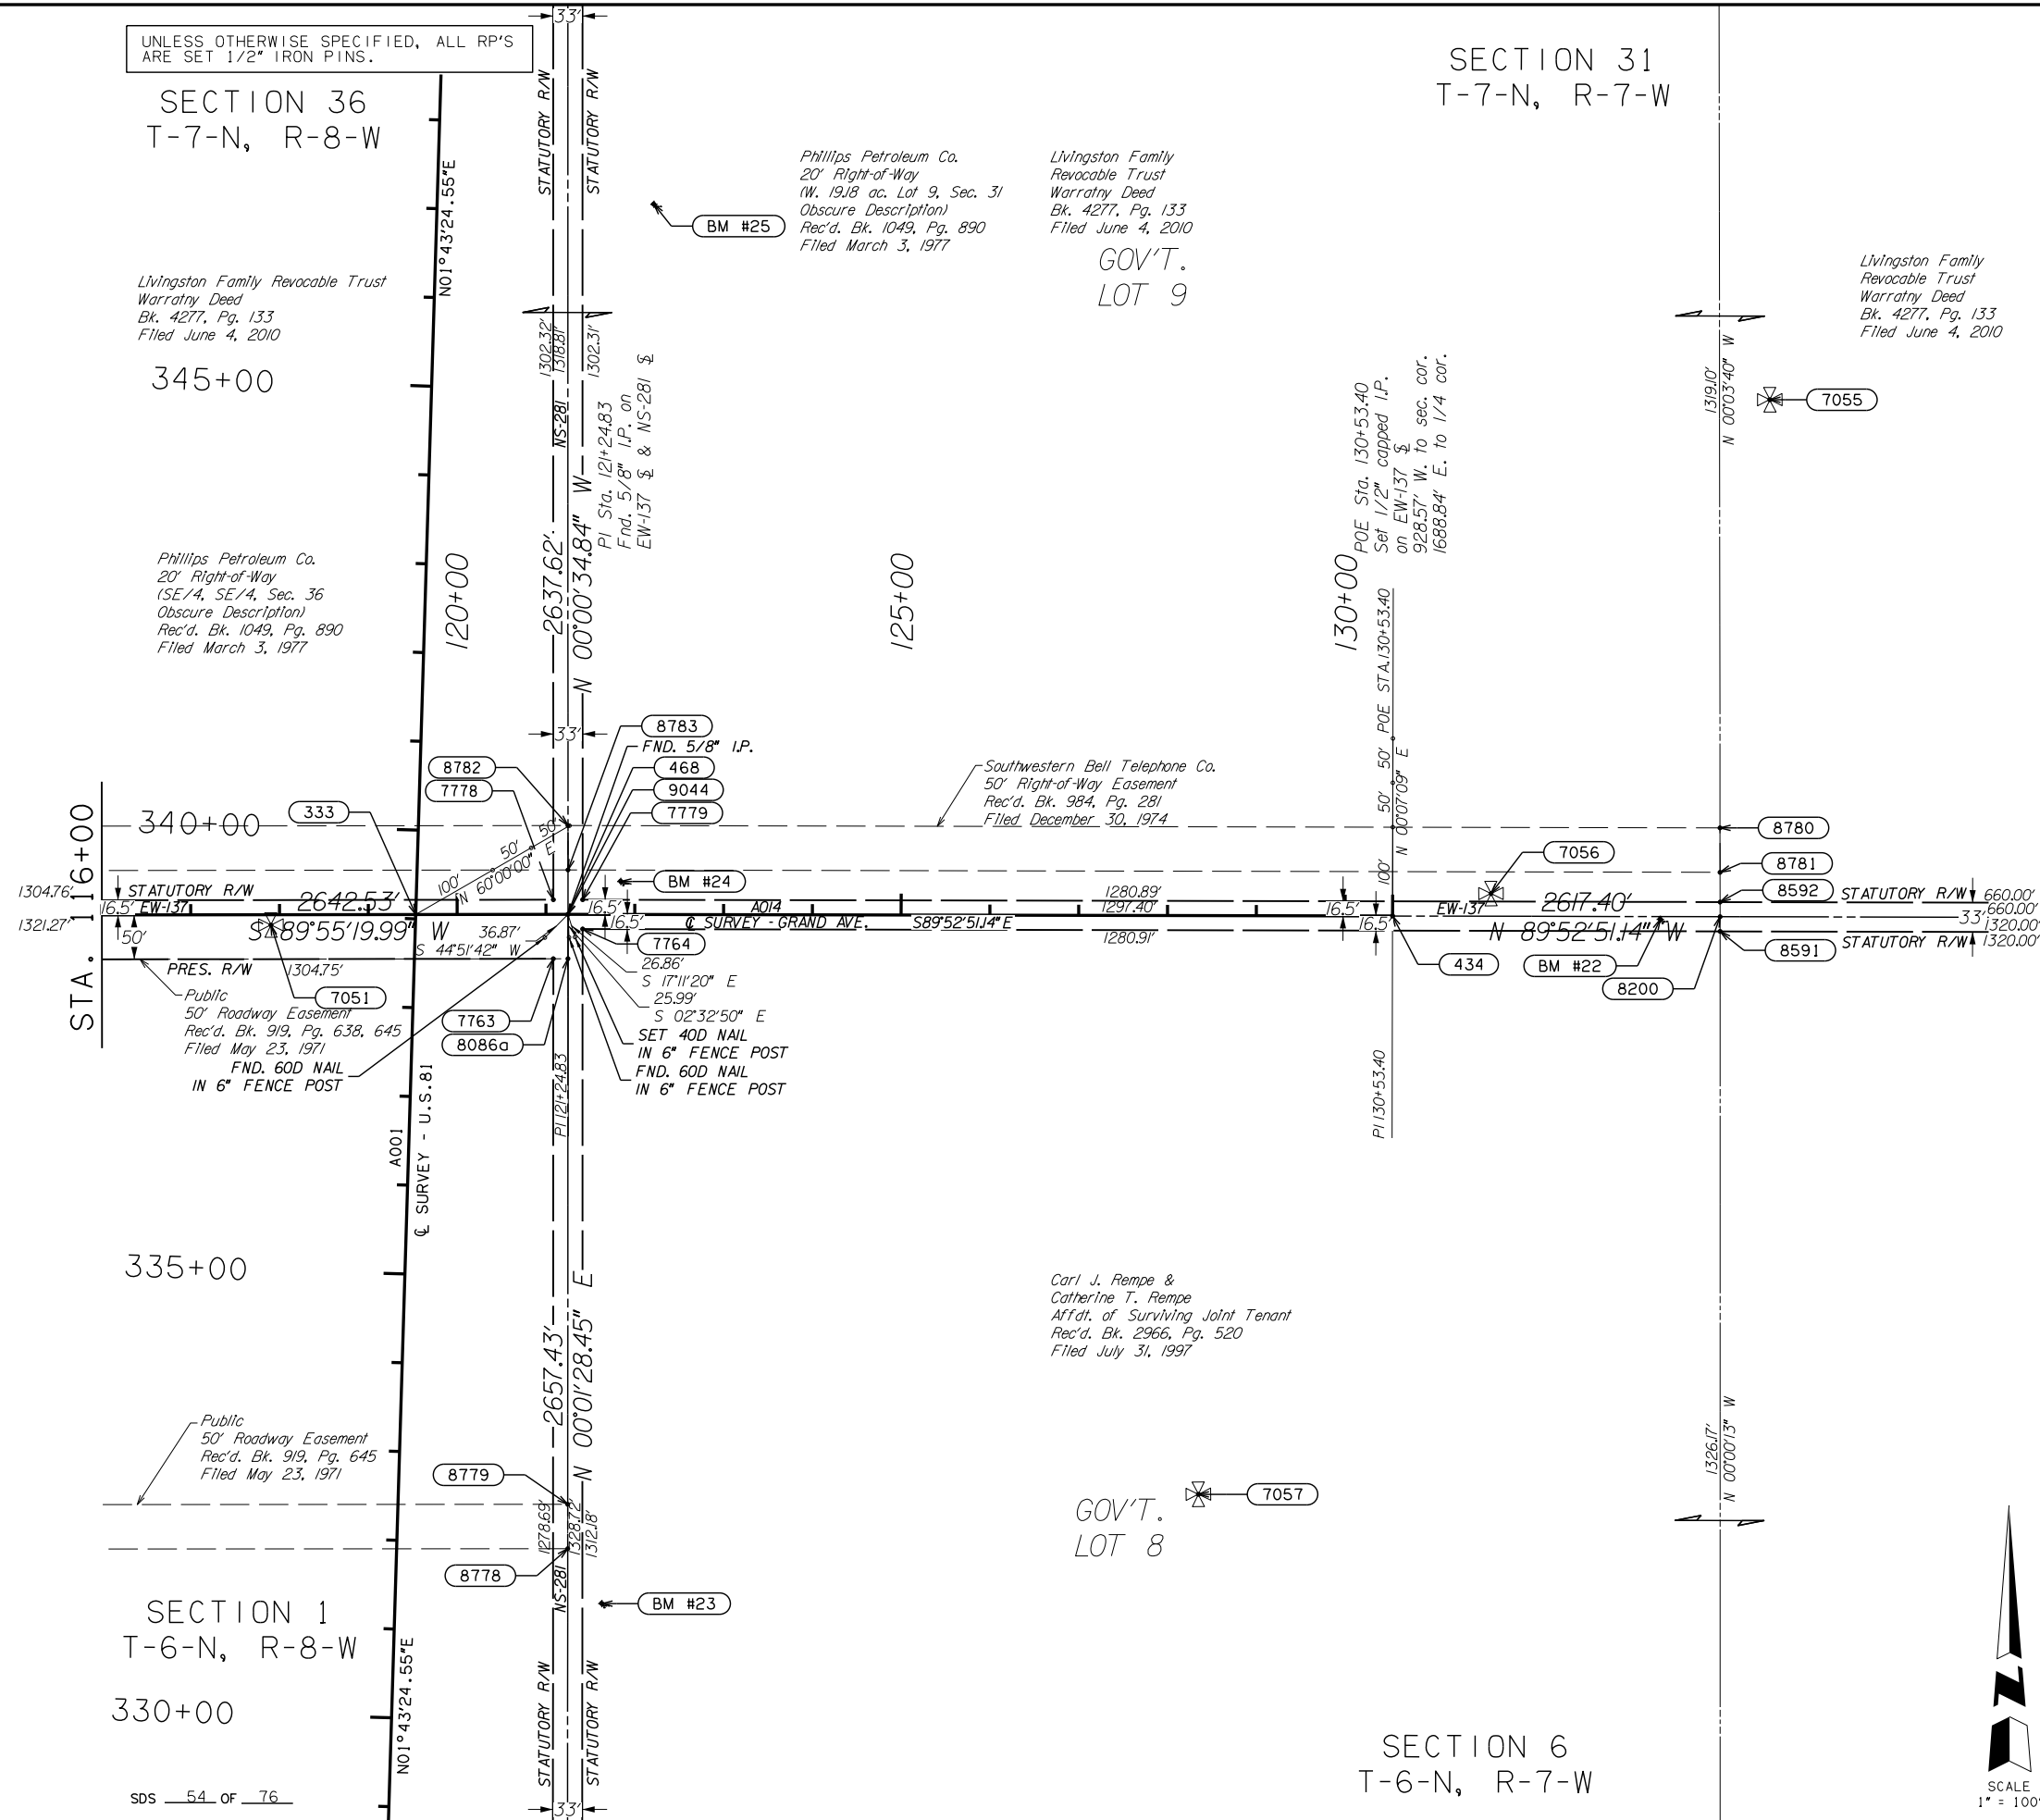 33'
UNLESS OTHERWISE SPECIFIED, ALL RP'S
ARE SET 1/2" IRON PINS.
SECTION 36
T-7-N, R-8-W
SECTION 31
T-7-N, R-7-W
STATUTORY R/W
STATUTORY R/W
N01°43'24.55"E
BM #25
Phillips Petroleum Co.
20' Right-of-Way
(W. 19.18 ac. Lot 9, Sec. 31
Obscure Description)
Rec'd. Bk. 1049, Pg. 890
Filed March 3, 1977
Livingston Family
Revocable Trust
Warratny Deed
Bk. 4277, Pg. 133
Filed June 4, 2010
GOV'T.
LOT 9
Livingston Family
Revocable Trust
Warratny Deed
Bk. 4277, Pg. 133
Filed June 4, 2010
Livingston Family Revocable Trust
Warratny Deed
Bk. 4277, Pg. 133
Filed June 4, 2010
345+00
1302.32'
1318.81'
1302.31'
NS-281
PI Sta. 121+24.83
Fnd. 5/8" I.P. on
EW-137 ℄ & NS-281 ℄
2637.62'
N 00°00'34.84" W
POE Sta. 130+53.40
Set 1/2" capped I.P.
on EW-137 ℄
928.57' W. to sec. cor.
1688.84' E. to 1/4 cor.
1319.10'
N 00°03'40" W
7055
Phillips Petroleum Co.
20' Right-of-Way
(SE/4, SE/4, Sec. 36
Obscure Description)
Rec'd. Bk. 1049, Pg. 890
Filed March 3, 1977
120+00
125+00
130+00
POE STA.130+53.40
33'
8783
FND. 5/8" I.P.
8782
468
7778
9044
7779
333
340+00
STA. 116+00
Southwestern Bell Telephone Co.
50' Right-of-Way Easement
Rec'd. Bk. 984, Pg. 281
Filed December 30, 1974
50'
50'
100'
N 60°00'00" E
50'
50'
100'
N 00°07'09" E
8780
7056
8781
BM #24
8592
1304.76'
STATUTORY R/W
16.5'
EW-137
2642.53'
16.5'
16.5'
1280.89'
A014
1297.40'
16.5'
16.5'
EW-137
2617.40'
STATUTORY R/W
660.00'
660.00'
33'
1321.27'
50'
S 89°55'19.99" W
36.87'
S 44°51'42" W
℄ SURVEY - GRAND AVE.
S89°52'51.14"E
1280.91'
N 89°52'51.14" W
1320.00'
1320.00'
STATUTORY R/W
8591
7764
PRES. R/W
1304.75'
26.86'
S 17°11'20" E
25.99'
S 02°32'50" E
434
BM #22
8200
7051
Public
50' Roadway Easement
Rec'd. Bk. 919, Pg. 638, 645
Filed May 23, 1971
7763
8086a
SET 40D NAIL
IN 6" FENCE POST
FND. 60D NAIL
IN 6" FENCE POST
FND. 60D NAIL
IN 6" FENCE POST
PI 121+24.83
PI 130+53.40
A001
℄ SURVEY - U.S.81
335+00
2657.43'
N 00°01'28.45" E
Carl J. Rempe &
Catherine T. Rempe
Affdt. of Surviving Joint Tenant
Rec'd. Bk. 2966, Pg. 520
Filed July 31, 1997
Public
50' Roadway Easement
Rec'd. Bk. 919, Pg. 645
Filed May 23, 1971
1326.17'
N 00°00'13" W
8779
7057
GOV'T.
LOT 8
1278.69'
1328.72'
1312.18'
8778
NS-281
BM #23
SECTION 1
T-6-N, R-8-W
N01°43'24.55"E
330+00
STATUTORY R/W
STATUTORY R/W
SECTION 6
T-6-N, R-7-W
N
SCALE
1" = 100'
SDS 54 OF 76
33'